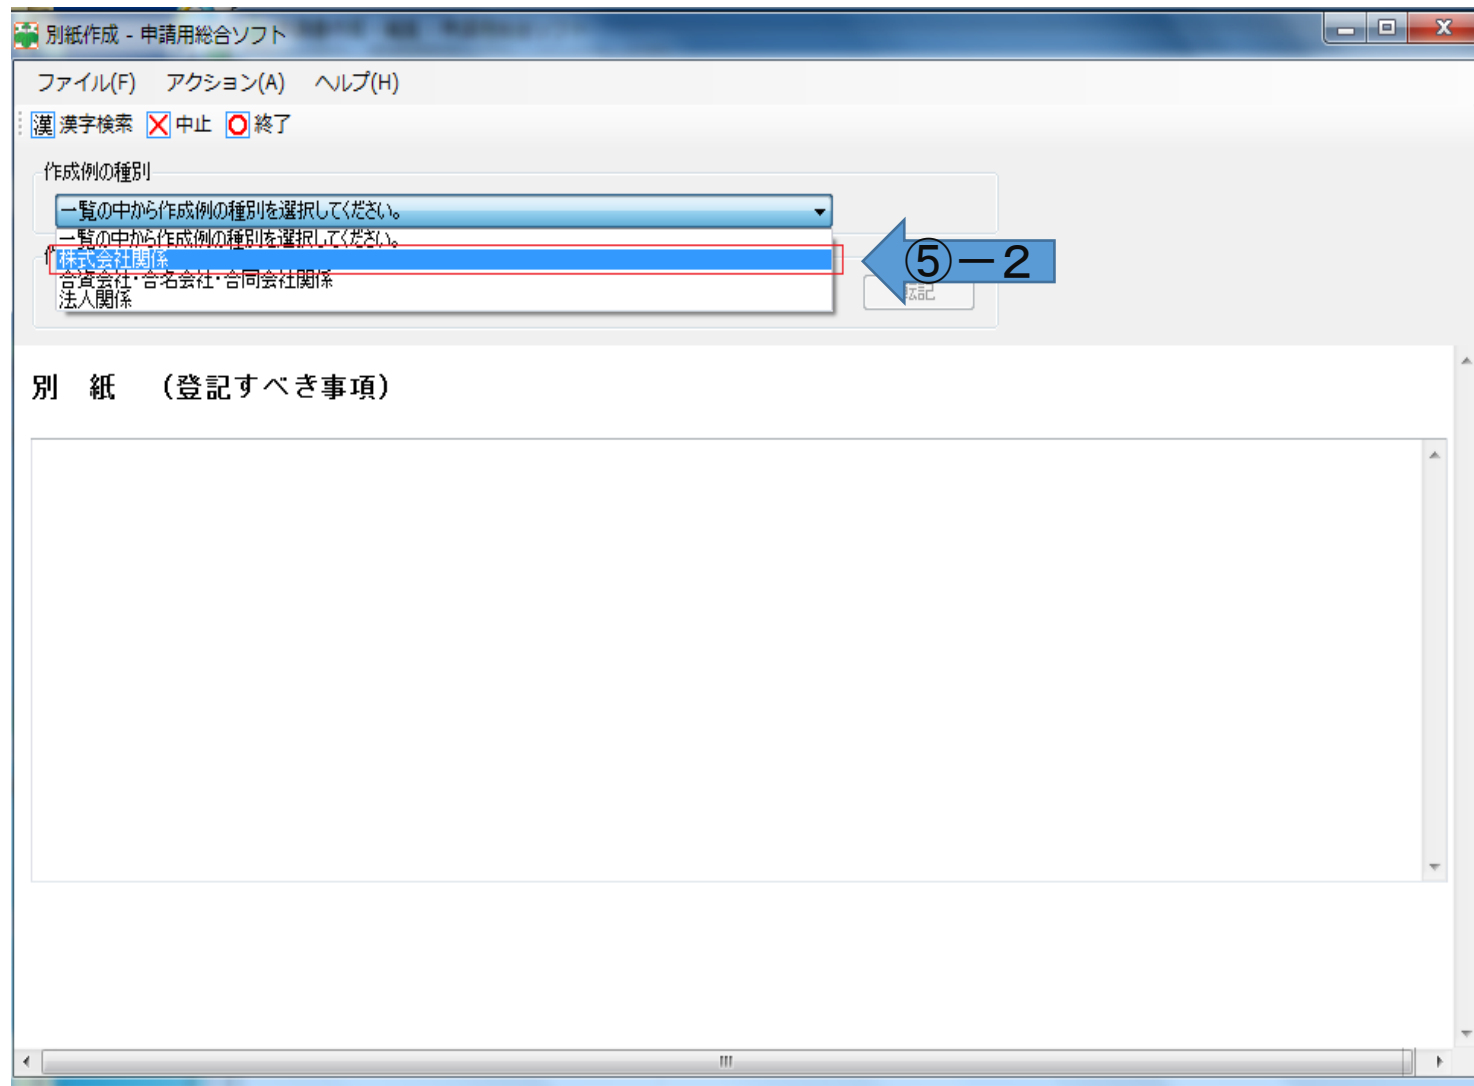 別紙作成 - 申請用総合ソフト
ファイル(F) アクション(A) ヘルプ(H)
漢 漢字検索 中止 終了
作成例の種別
一覧の中から作成例の種別を選択してください。
一覧の中から作成例の種別を選択してください。
株式会社関係
合資会社・合名会社・合同会社関係
法人関係
⑤－２
転記
別　紙　（登記すべき事項）